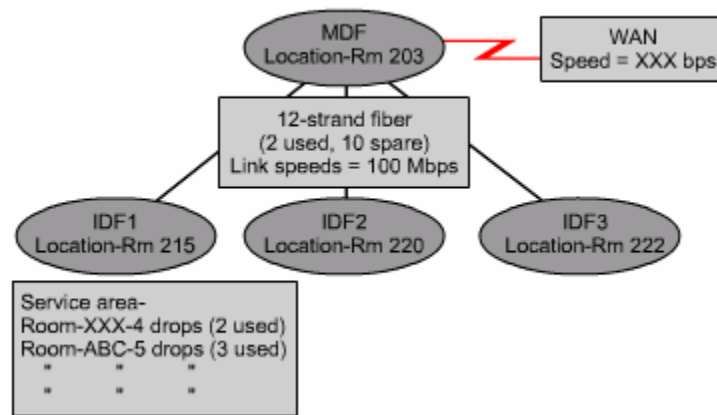 MDF
Location-Rm 203
WAN
Speed = XXX bps
12-strand fiber
(2 used, 10 spare)
Link speeds = 100 Mbps
IDF1
Location-Rm 215
IDF2
Location-Rm 220
IDF3
Location-Rm 222
Service area-
Room-XXX-4 drops (2 used)
Room-ABC-5 drops (3 used)
" " "
" " "